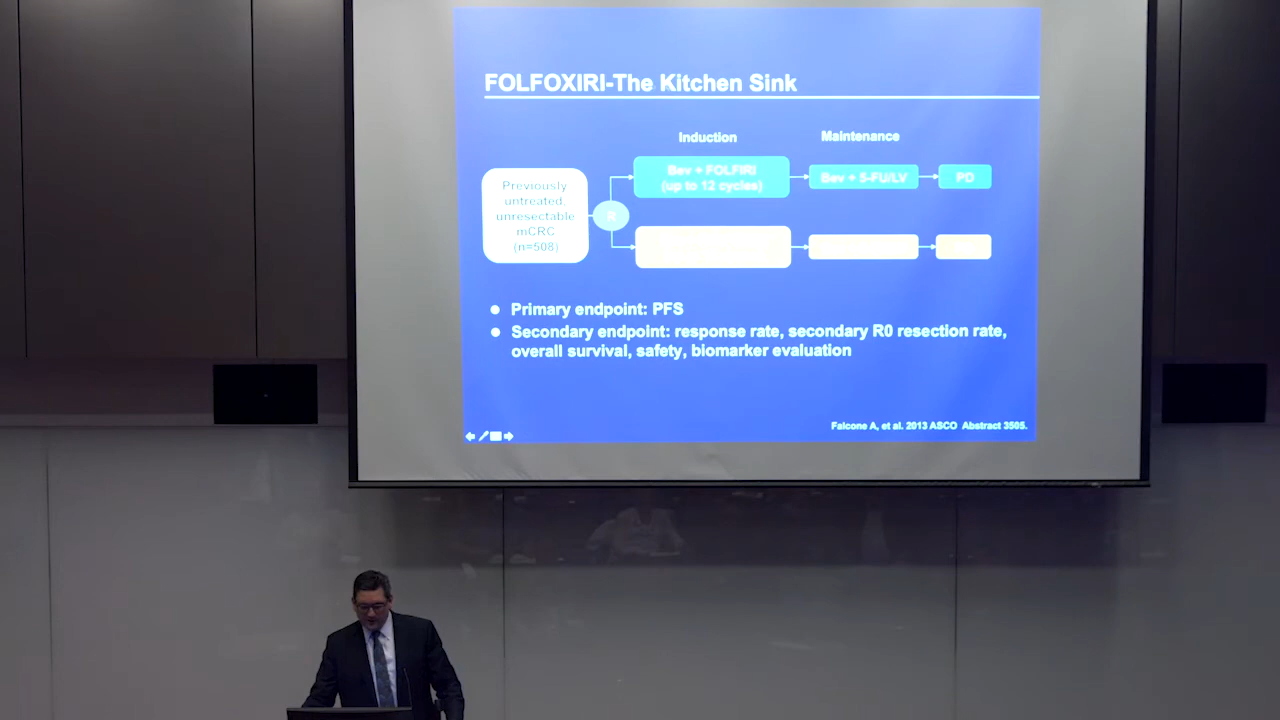 FOLFOXIRI-The Kitchen Sink
Induction
Maintenance
Previously
untreated,
unresectable
mCRC
(n=508)
R
Bev + FOLFIRI
(up to 12 cycles)
Bev + 5-FU/LV
PD
Primary endpoint: PFS
Secondary endpoint: response rate, secondary R0 resection rate,
overall survival, safety, biomarker evaluation
Falcone A, et al. 2013 ASCO Abstract 3505.